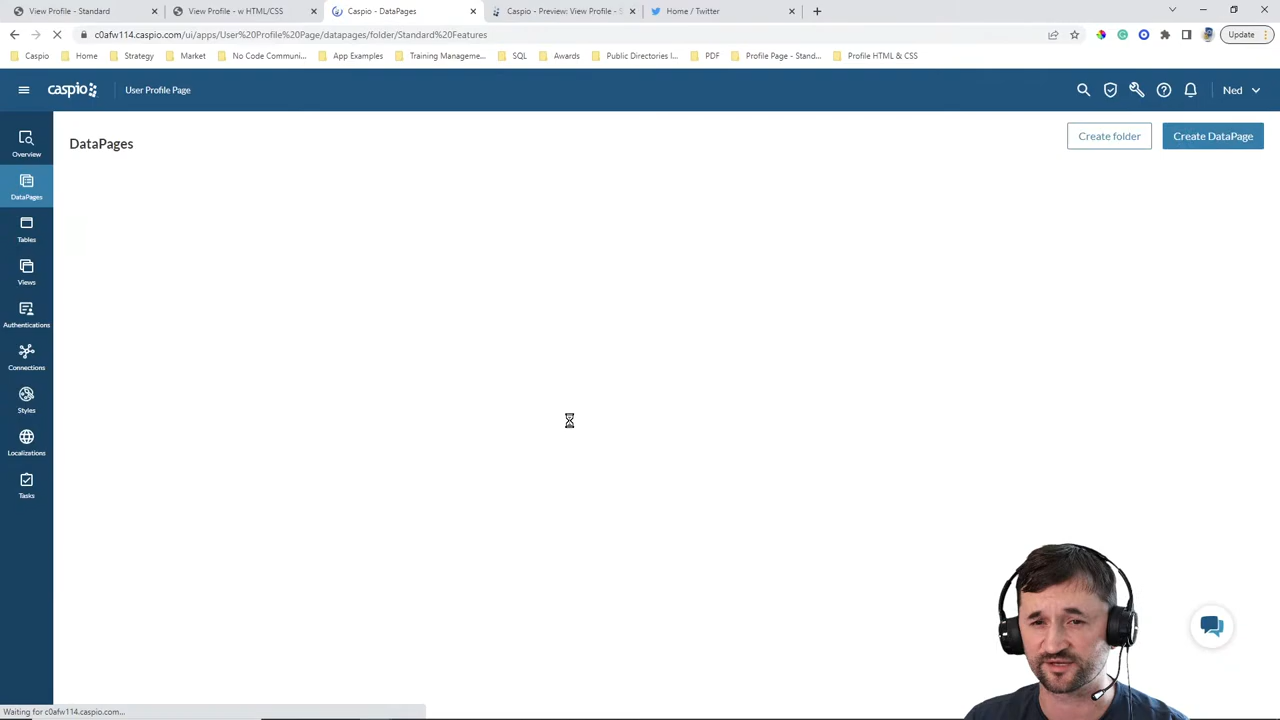 View Profile - Standard
View Profile - w HTML/CSS
Caspio - DataPages
Caspio - Preview: View Profile - S
Home / Twitter
c0afw114.caspio.com/ui/apps/User%20Profile%20Page/datapages/folder/Standard%20Features
Update
Caspio
Home
Strategy
Market
No Code Communi...
App Examples
Training Manageme...
SQL
Awards
Public Directories I...
PDF
Profile Page - Stand...
Profile HTML & CSS
caspio
User Profile Page
Ned
Overview
DataPages
Tables
Views
Authentications
Connections
Styles
Localizations
Tasks
DataPages
Create folder
Create DataPage
Waiting for c0afw114.caspio.com...